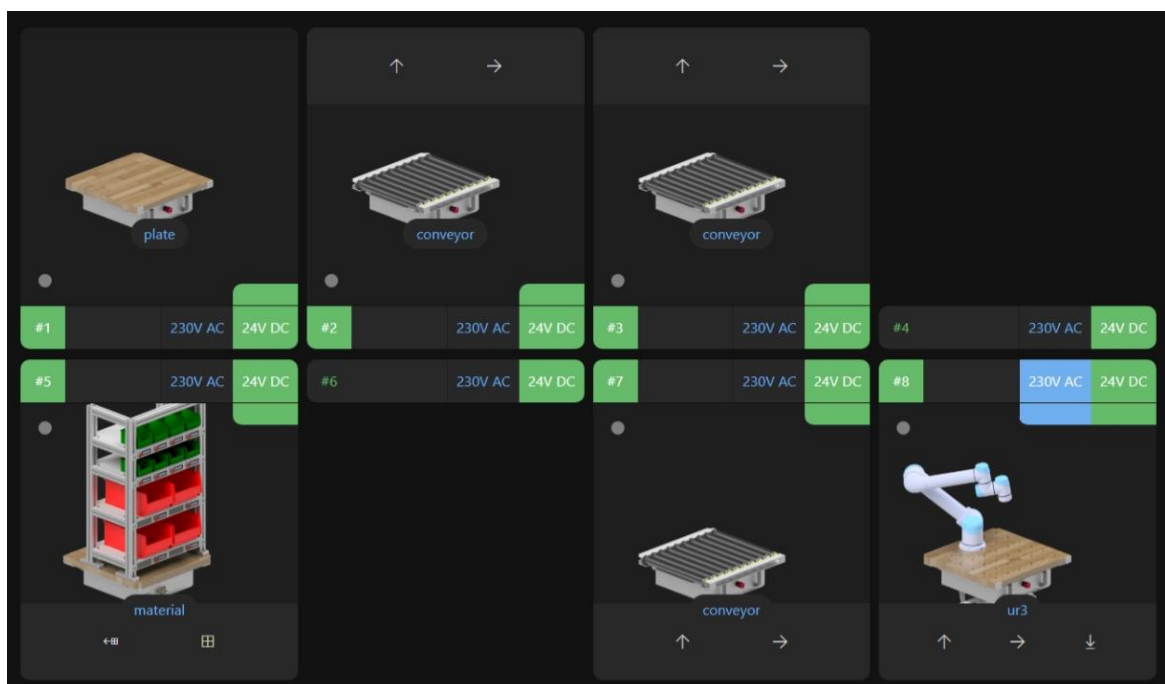 plate
conveyor
conveyor
#1 230V AC 24V DC
#2 230V AC 24V DC
#3 230V AC 24V DC
#4 230V AC 24V DC
#5 230V AC 24V DC
#6 230V AC 24V DC
#7 230V AC 24V DC
#8 230V AC 24V DC
material
conveyor
ur3